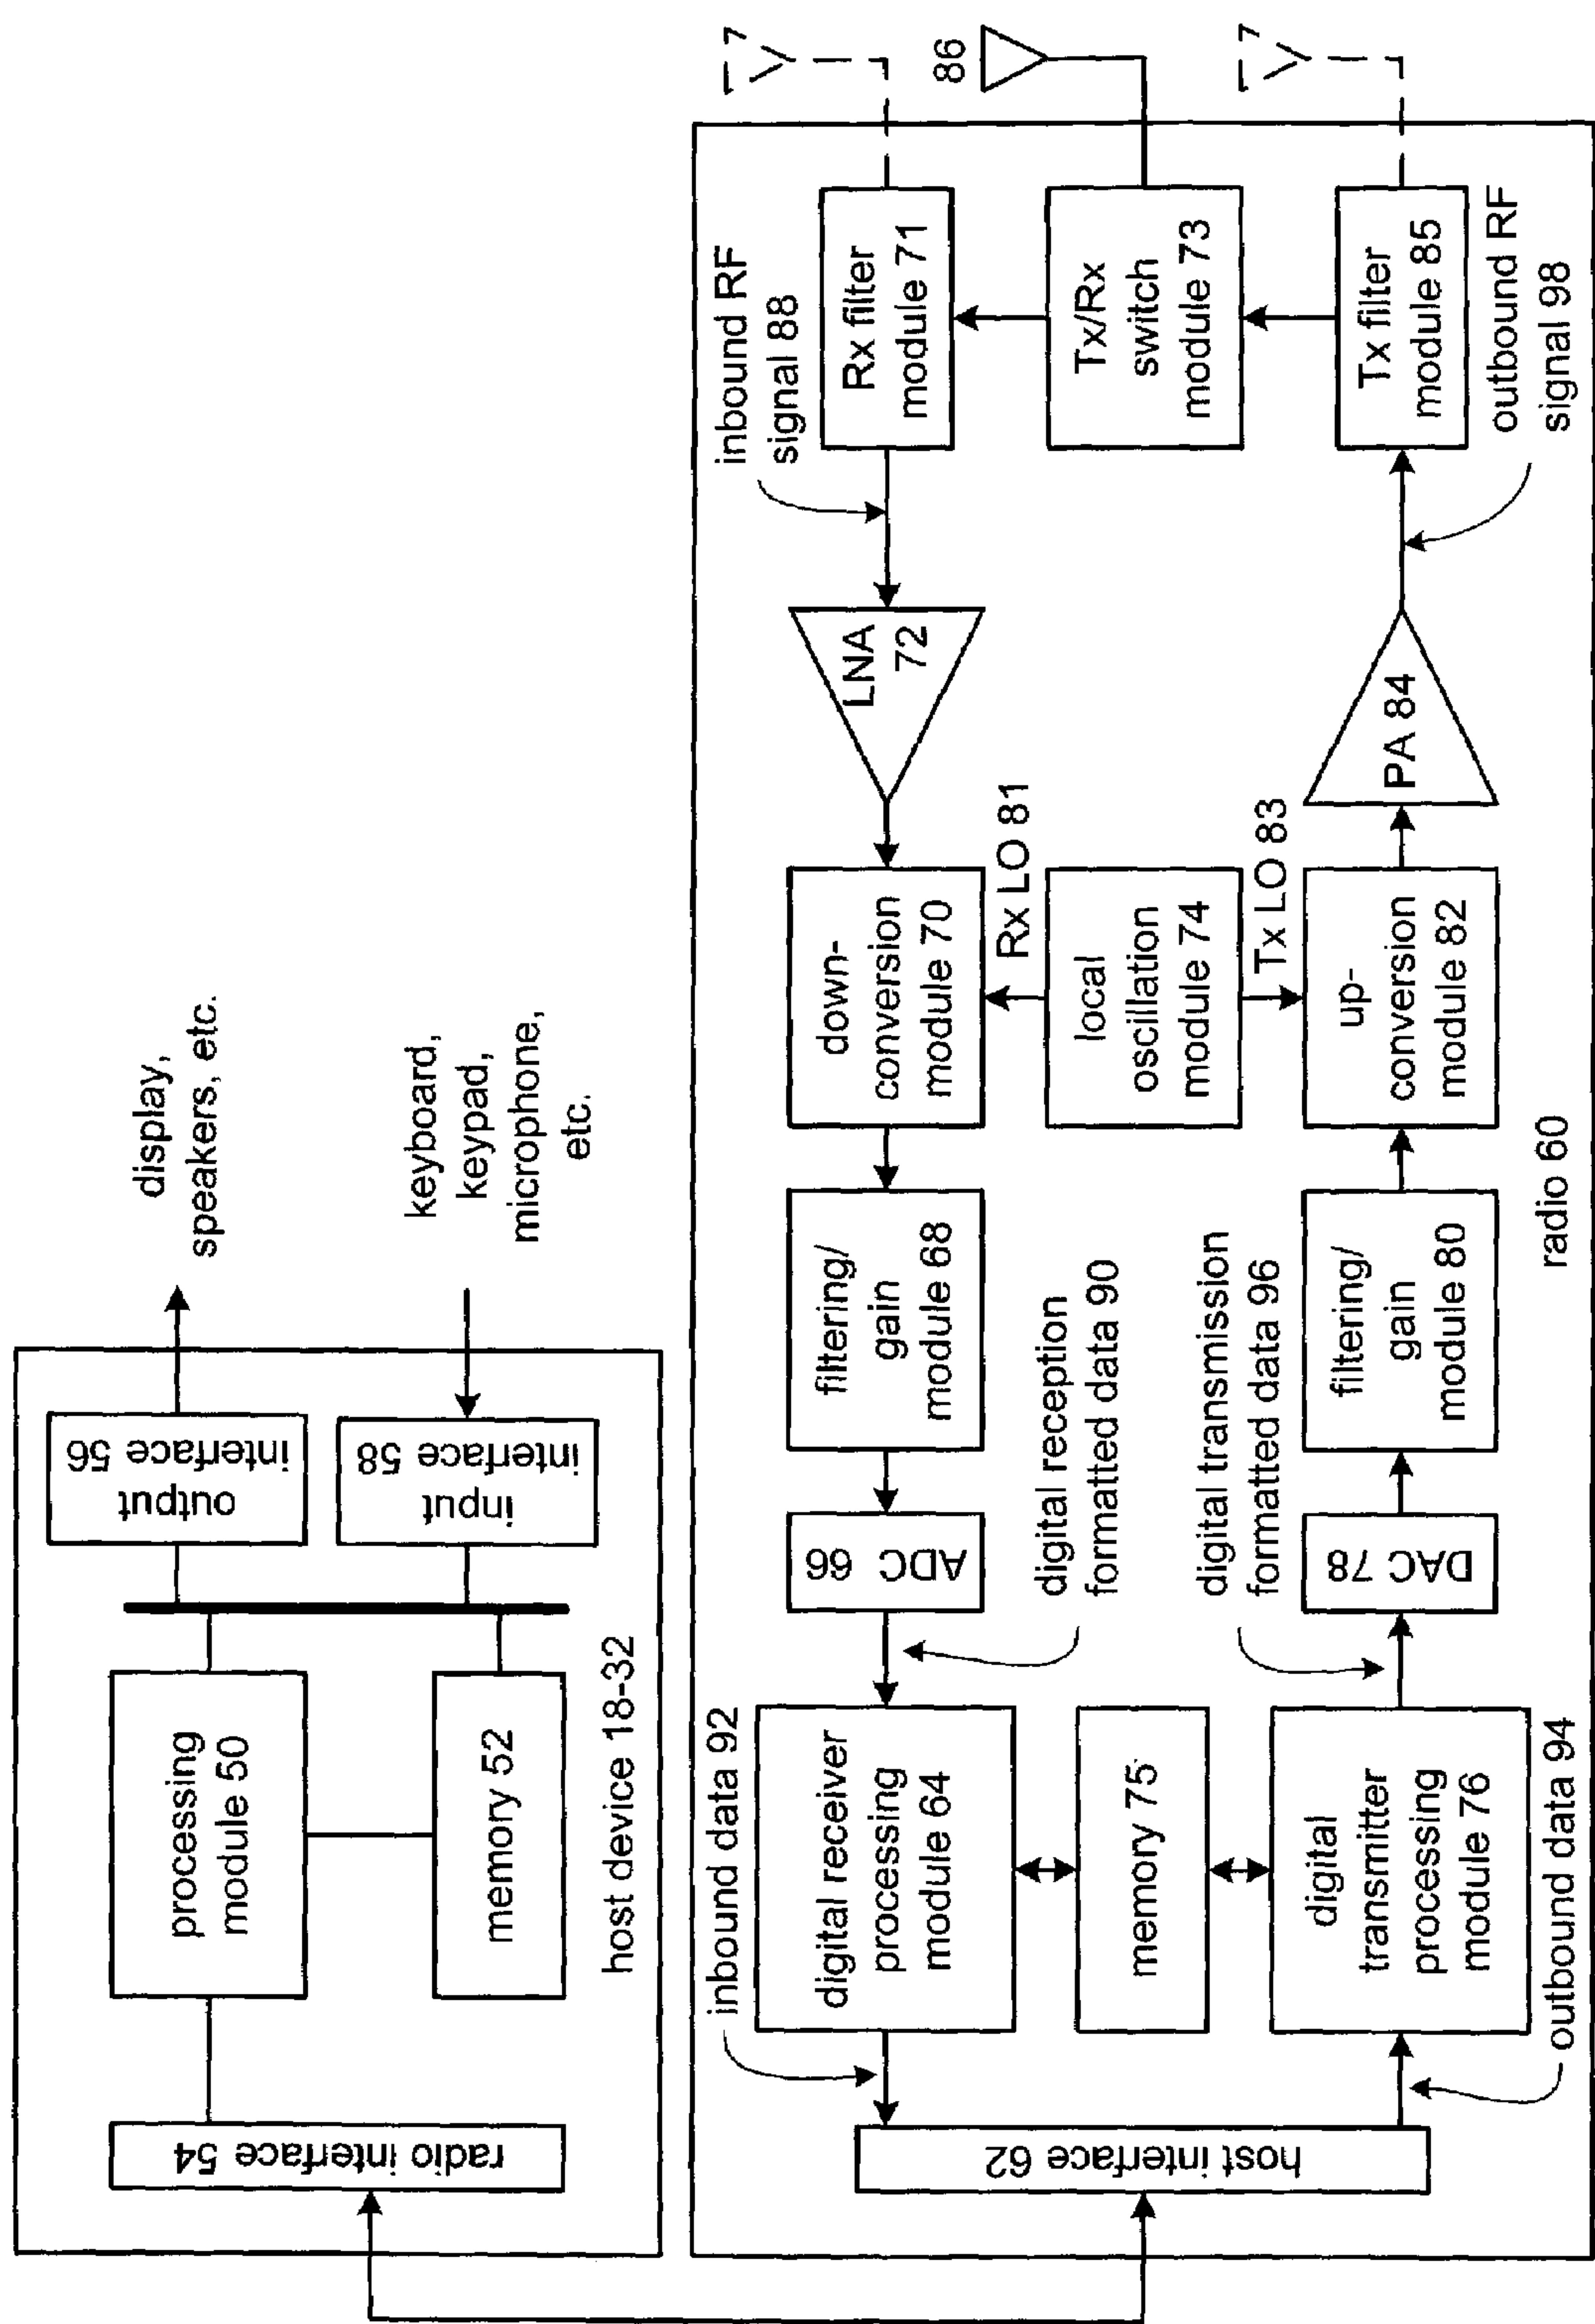 radio interface 54
processing
module 50
memory 52
output
interface 56
input
interface 58
display,
speakers, etc.
keyboard,
keypad,
microphone,
etc.
host device 18-32
inbound data 92
digital receiver
processing
module 64
ADC 66
filtering/
gain
module 68
down-
conversion
module 70
LNA
72
inbound RF
signal 88
Rx filter
module 71
digital reception
formatted data 90
Rx LO 81
host interface 62
memory 75
local
oscillation
module 74
Tx/Rx
switch
module 73
86
digital transmission
formatted data 96
Tx LO 83
digital
transmitter
processing
module 76
DAC 78
filtering/
gain
module 80
up-
conversion
module 82
PA 84
Tx filter
module 85
outbound RF
signal 98
outbound data 94
radio 60